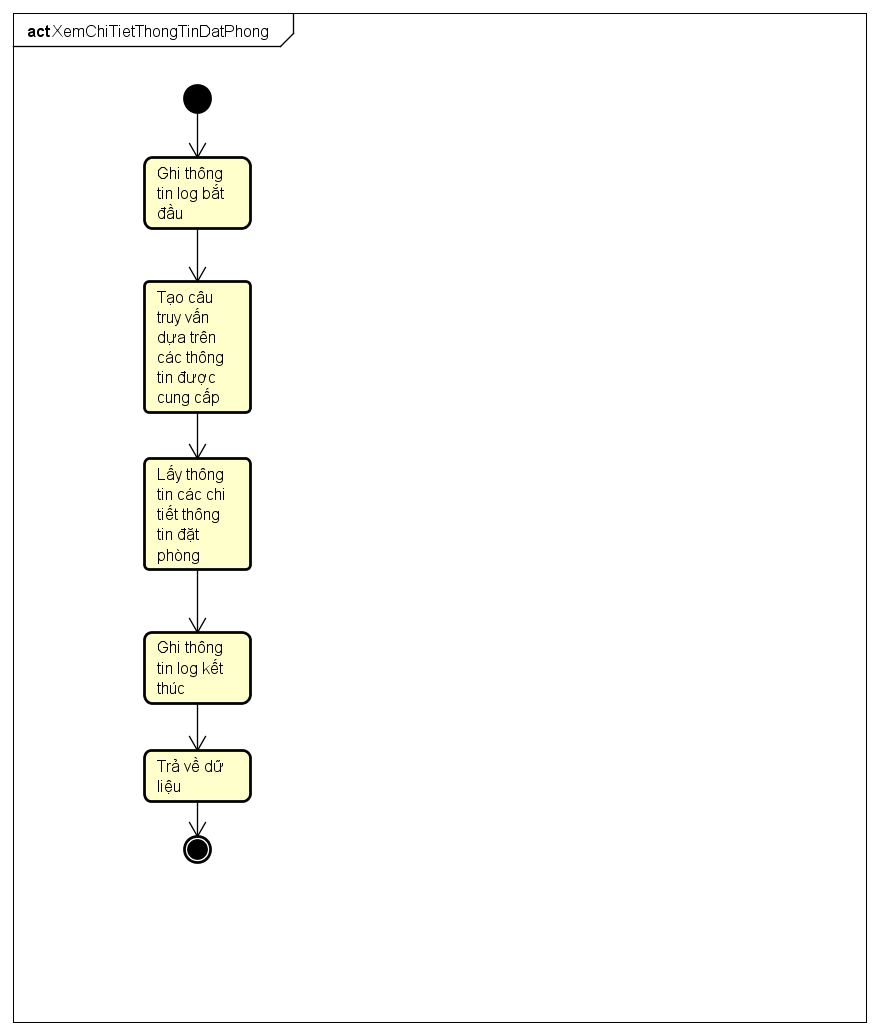 act XemChiTietThongTinDatPhong
Ghi thông
tin log bắt
đầu
Tạo câu
truy vấn
dựa trên
các thông
tin được
cung cấp
Lấy thông
tin các chi
tiết thông
tin đặt
phòng
Ghi thông
tin log kết
thúc
Trả về dữ
liệu